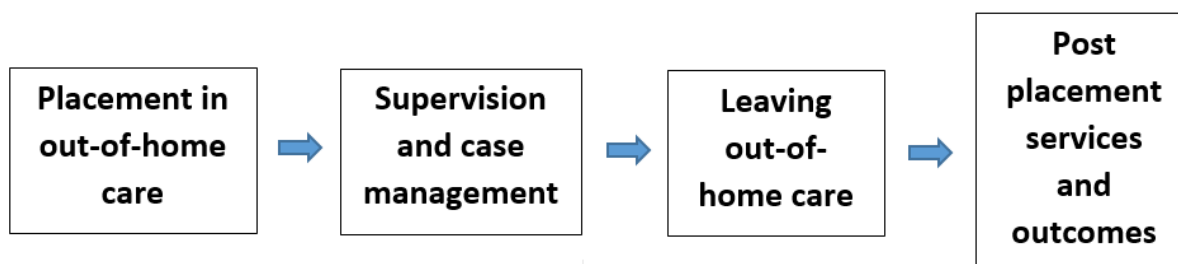 Placement in
out-of-home
care
Supervision
and case
management
Leaving
out-of-
home care
Post
placement
services
and
outcomes